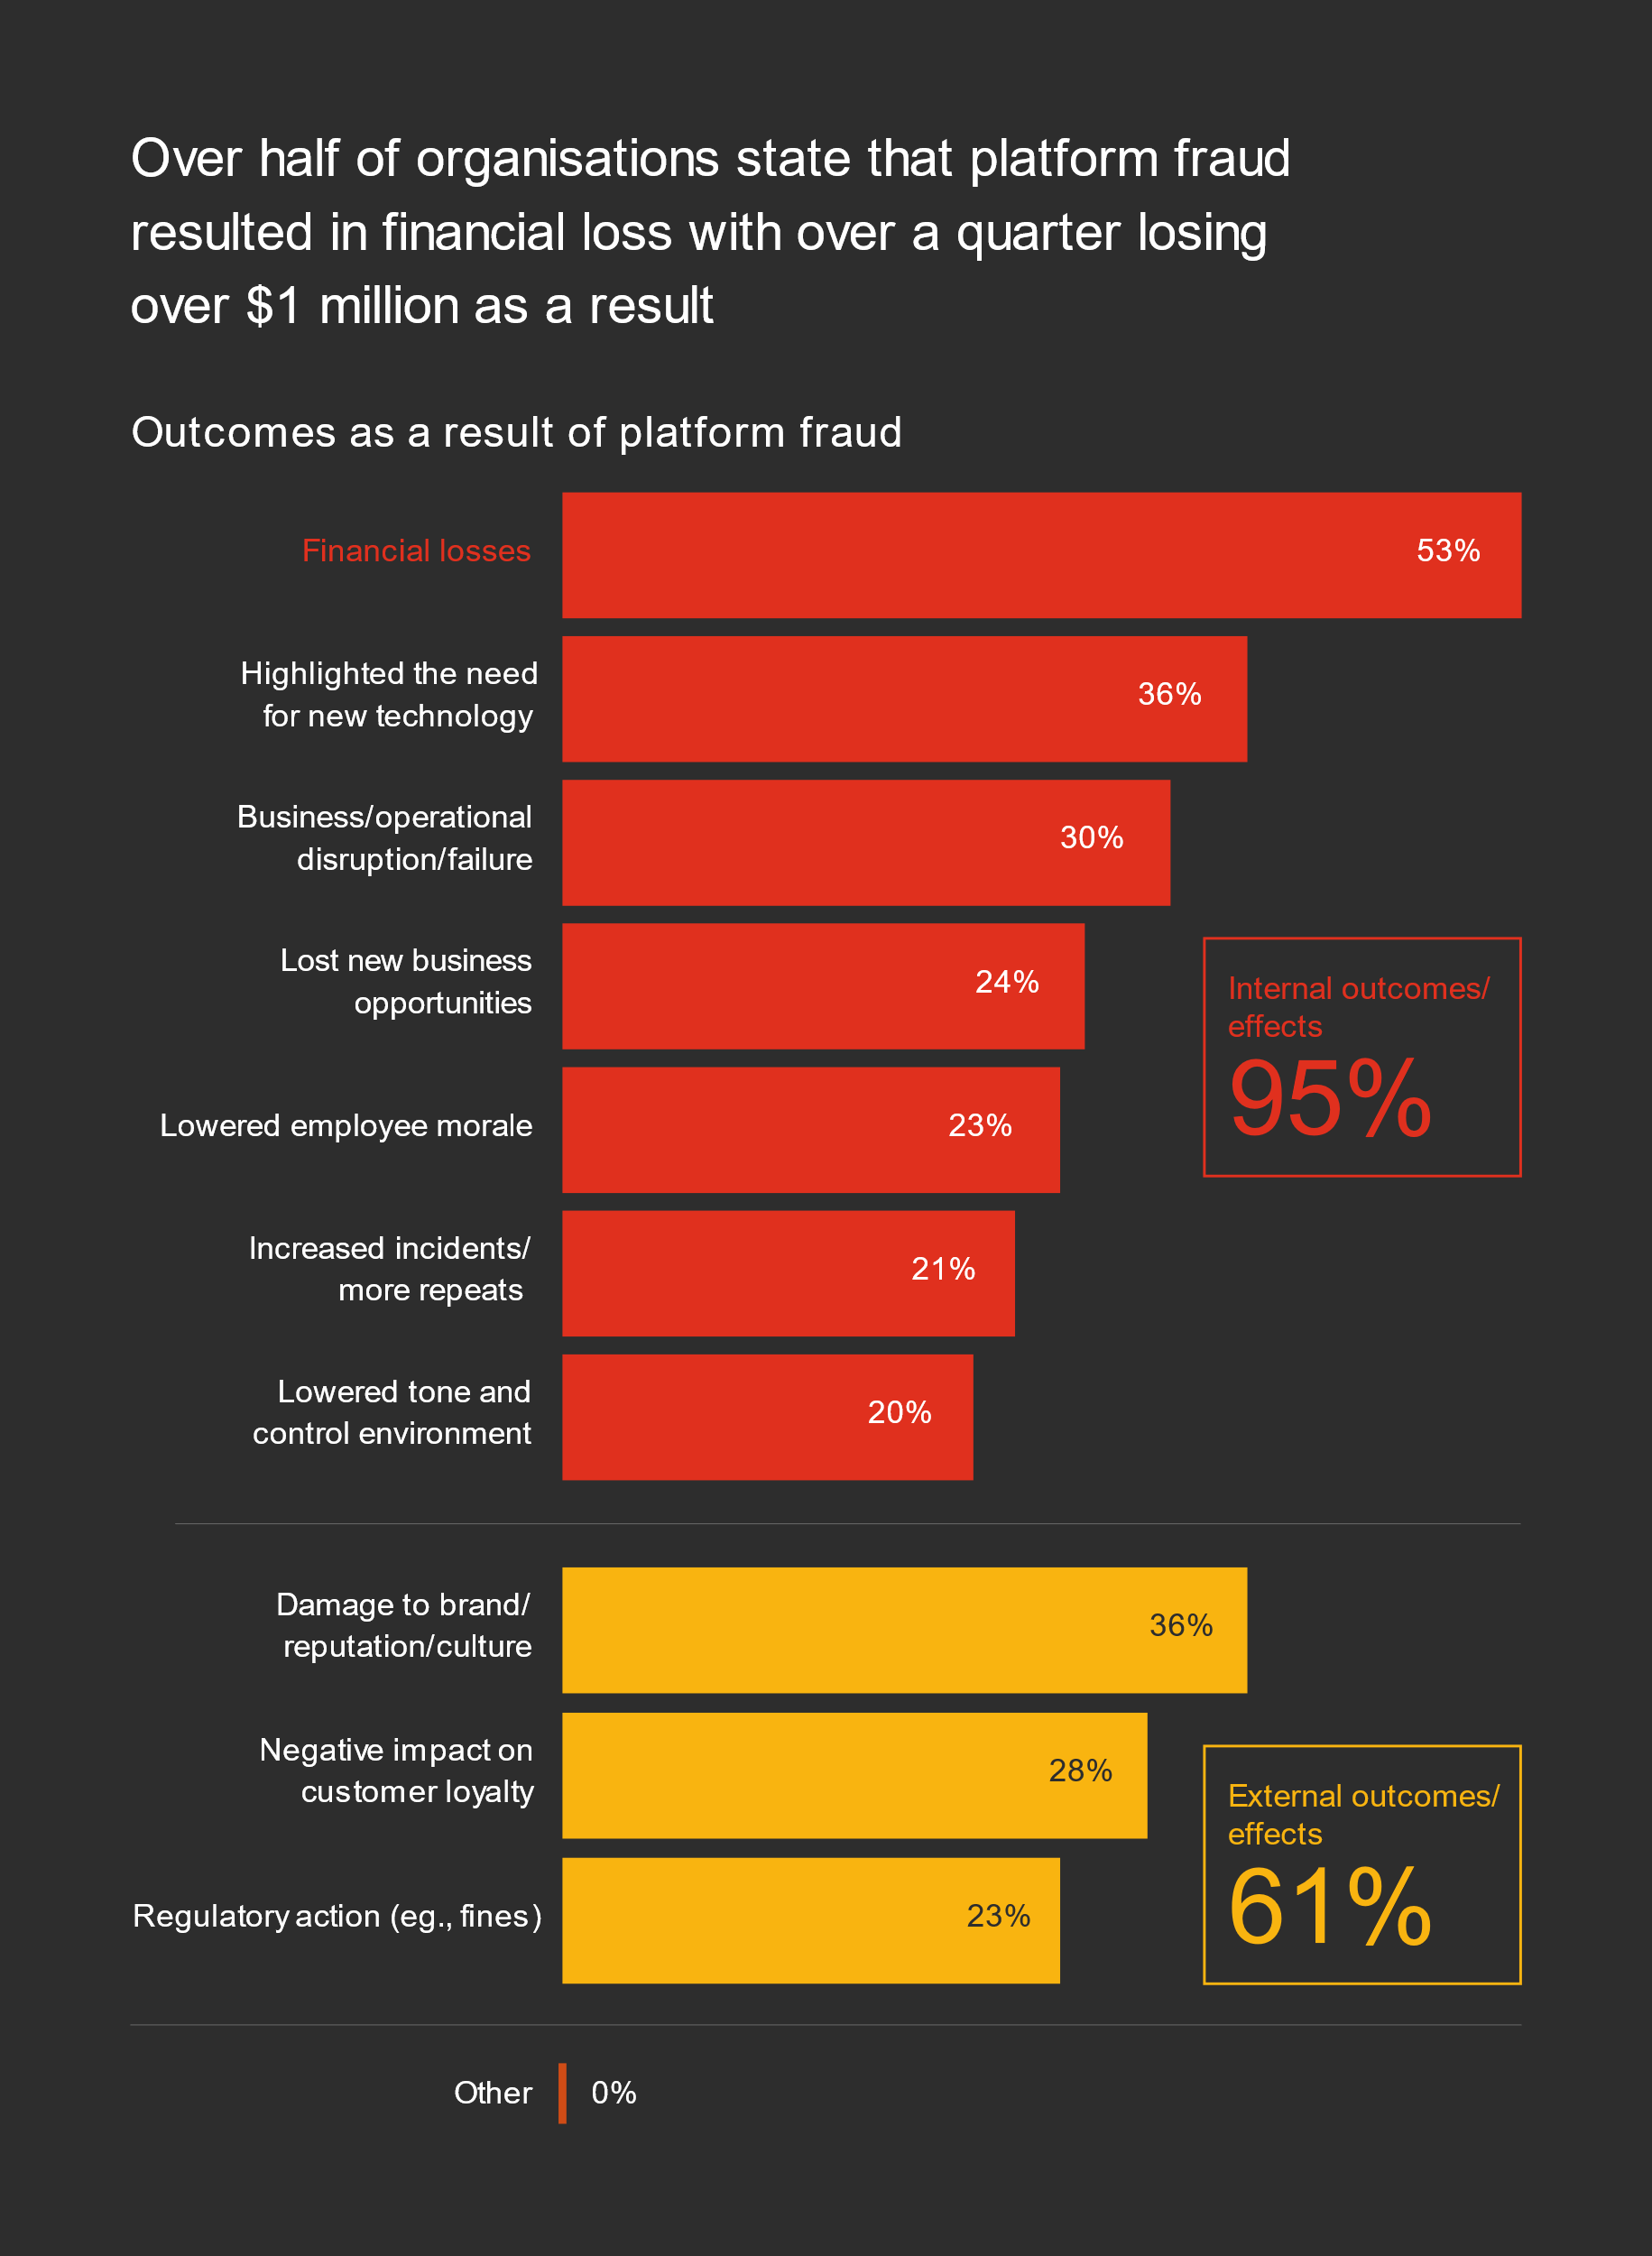 Over half of organisations state that platform fraud
resulted in financial loss with over a quarter losing
over $1 million as a result
Outcomes as a result of platform fraud
Financial losses
53%
Highlighted the need
for new technology
36%
Business/operational
disruption/failure
30%
Lost new business
opportunities
24%
Lowered employee morale
23%
Increased incidents/
more repeats
21%
Lowered tone and
control environment
20%
Internal outcomes/
effects
95%
Damage to brand/
reputation/culture
36%
Negative impact on
customer loyalty
28%
Regulatory action (eg., fines)
23%
External outcomes/
effects
61%
Other
0%